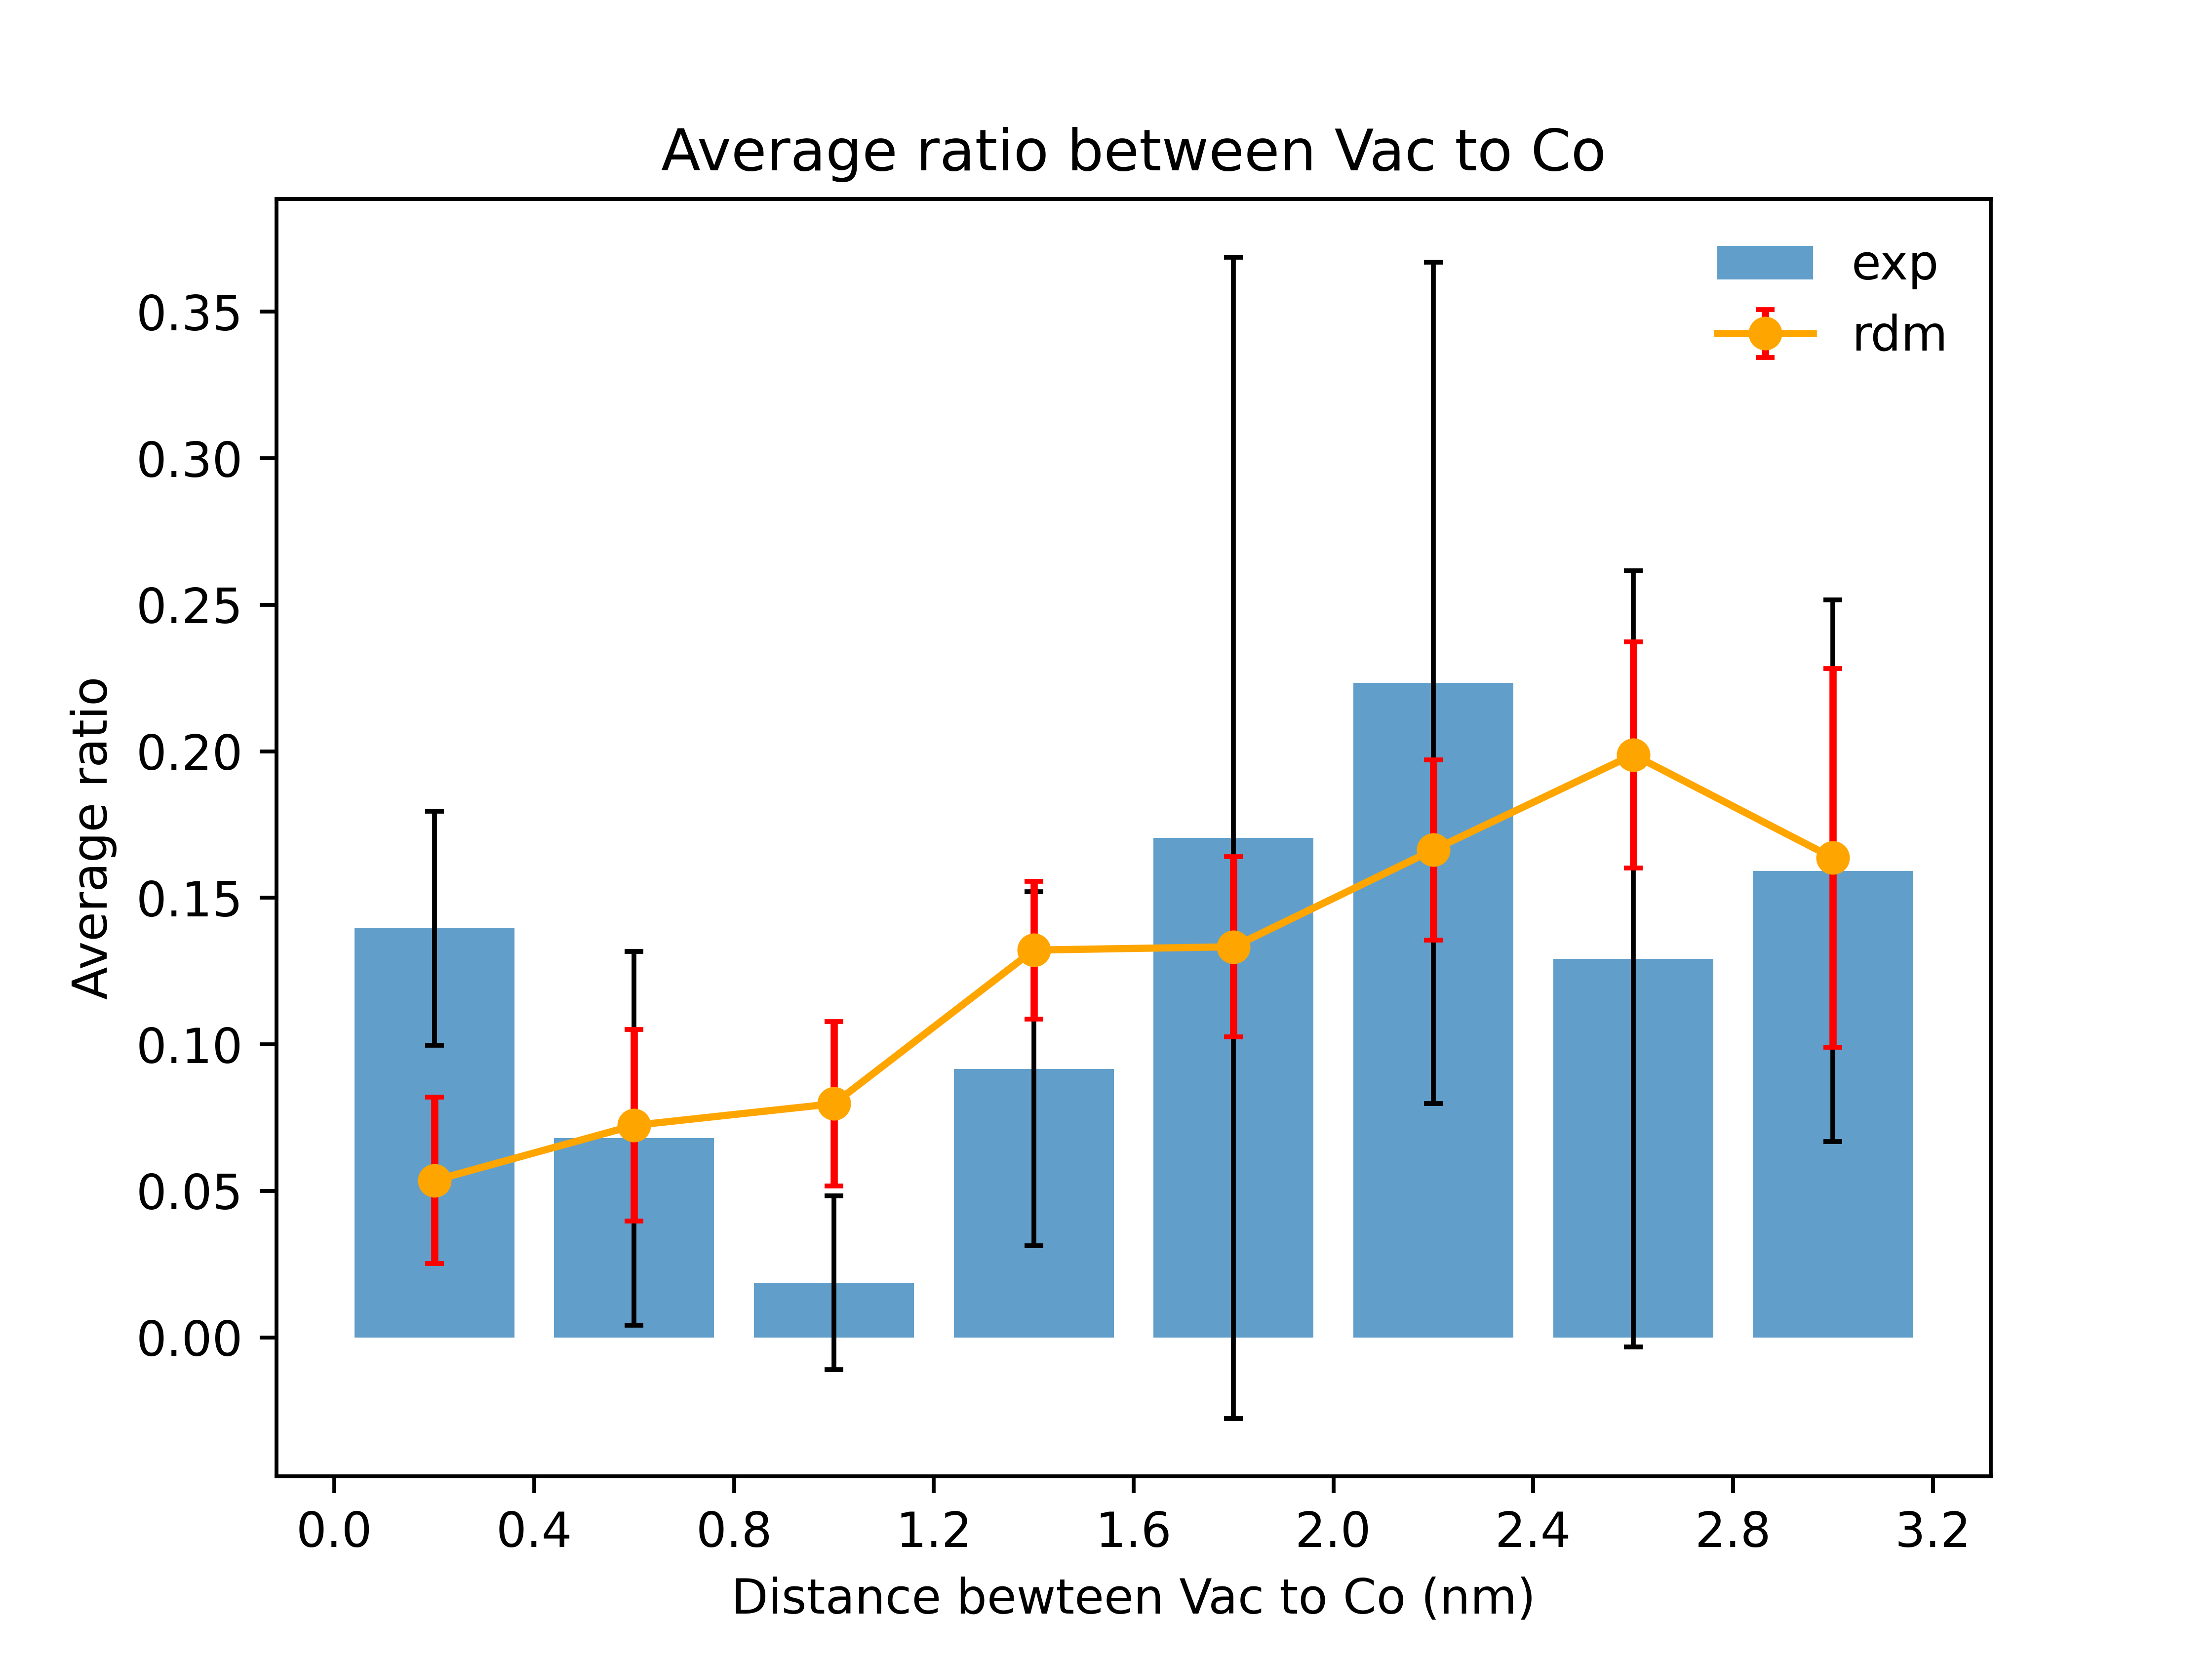 Average ratio between Vac to Co
exp
rdm
Average ratio
0.35
0.30
0.25
0.20
0.15
0.10
0.05
0.00
0.0 0.4 0.8 1.2 1.6 2.0 2.4 2.8 3.2
Distance bewteen Vac to Co (nm)